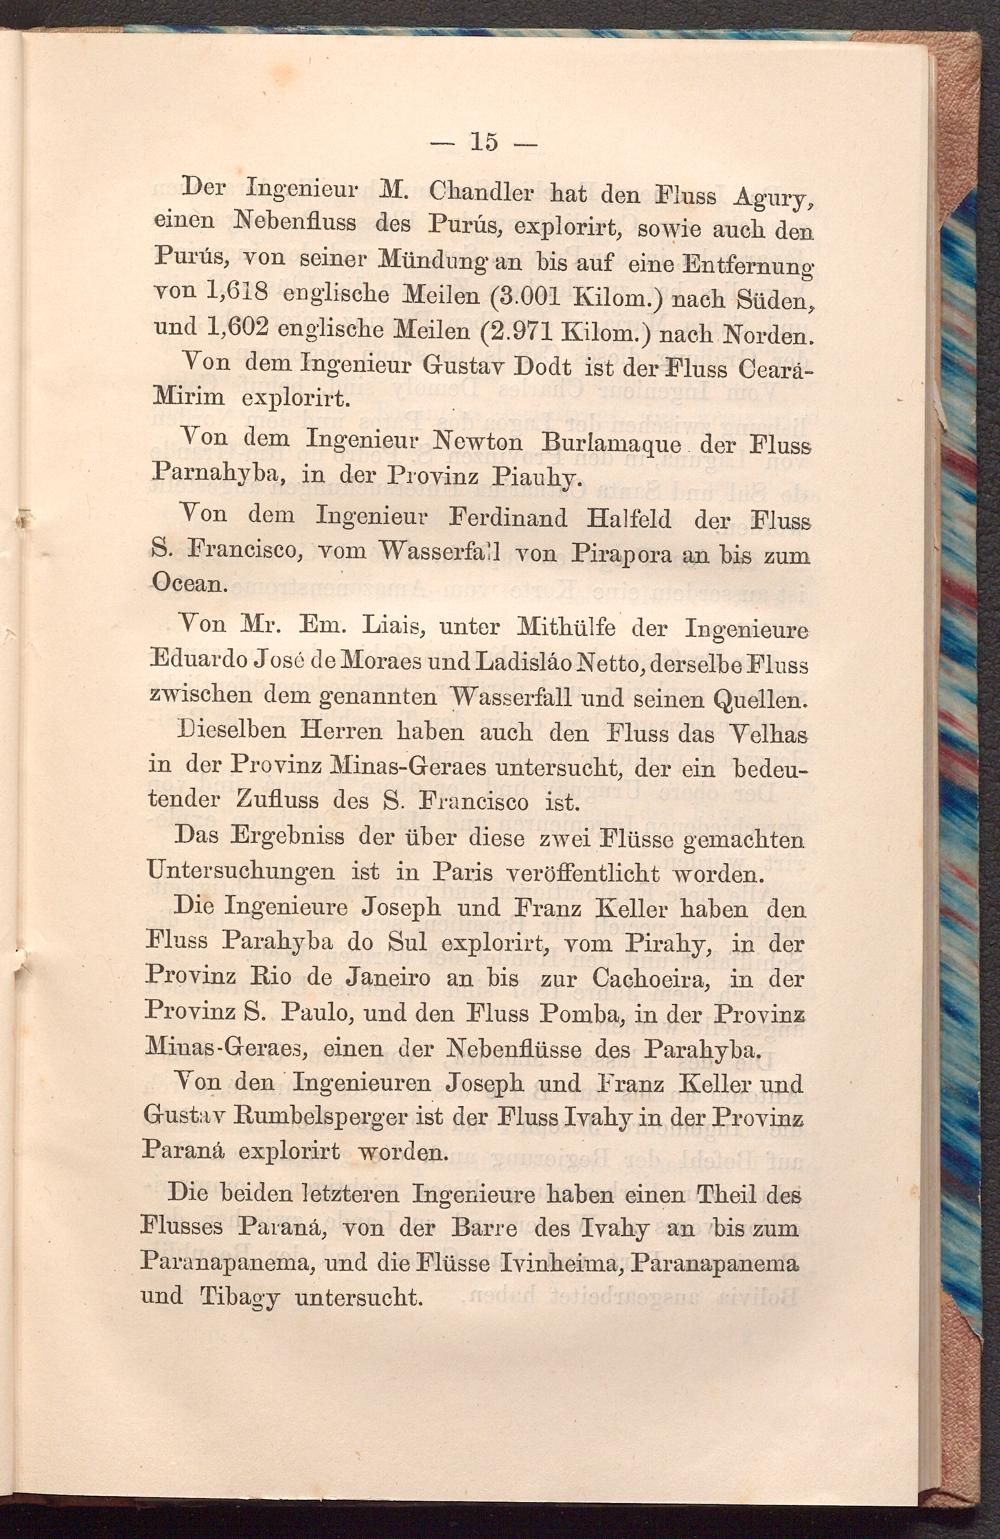 — 15 —
Der Ingenieur M. Chandler hat den Fluss Agury,
einen Nebenfluss des Purús, explorirt, sowie auch den
Purús, von seiner Mündung an bis auf eine Entfernung
von 1,618 englische Meilen (3.001 Kilom.) nach Süden,
und 1,602 englische Meilen (2.971 Kilom.) nach Norden.
Von dem Ingenieur Gustav Dodt ist der Fluss Ceará-
Mirim explorirt.
Von dem Ingenieur Newton Burlamaque der Fluss
Parnahyba, in der Provinz Piauhy.
Von dem Ingenieur Ferdinand Halfeld der Fluss
S. Francisco, vom Wasserfall von Pirapora an bis zum
Ocean.
Von Mr. Em. Liais, unter Mithülfe der Ingenieure
Eduardo José de Moraes und Ladisláo Netto, derselbe Fluss
zwischen dem genannten Wasserfall und seinen Quellen.
Dieselben Herren haben auch den Fluss das Velhas
in der Provinz Minas-Geraes untersucht, der ein bedeu-
tender Zufluss des S. Francisco ist.
Das Ergebniss der über diese zwei Flüsse gemachten
Untersuchungen ist in Paris veröffentlicht worden.
Die Ingenieure Joseph und Franz Keller haben den
Fluss Parahyba do Sul explorirt, vom Pirahy, in der
Provinz Rio de Janeiro an bis zur Cachoeira, in der
Provinz S. Paulo, und den Fluss Pomba, in der Provinz
Minas-Geraes, einen der Nebenflüsse des Parahyba.
Von den Ingenieuren Joseph und Franz Keller und
Gustav Rumbelsperger ist der Fluss Ivahy in der Provinz
Paraná explorirt worden.
Die beiden letzteren Ingenieure haben einen Theil des
Flusses Paraná, von der Barre des Ivahy an bis zum
Paranapanema, und die Flüsse Ivinheima, Paranapanema
und Tibagy untersucht.